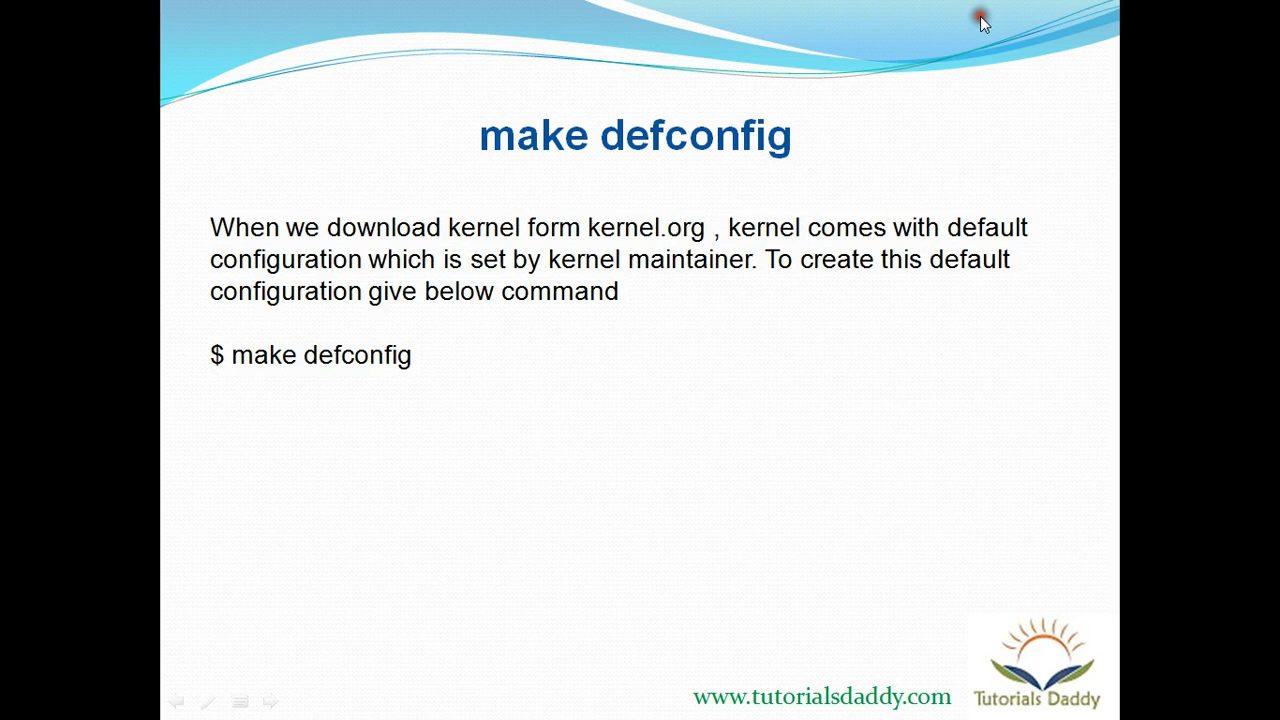 make defconfig
When we download kernel form kernel.org , kernel comes with default
configuration which is set by kernel maintainer. To create this default
configuration give below command
$ make defconfig
www.tutorialsdaddy.com
Tutorials Daddy